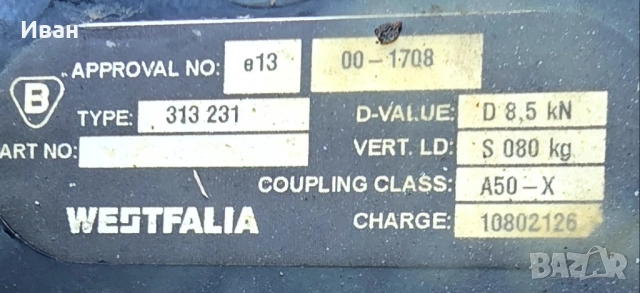 Иван
APPROVAL NO: e13 00-1708
B
TYPE: 313 231 D-VALUE: D 8,5 kN
ART NO: VERT. LD: S 080 kg
COUPLING CLASS: A50-X
WESTFALIA CHARGE: 10802126
BAZAR